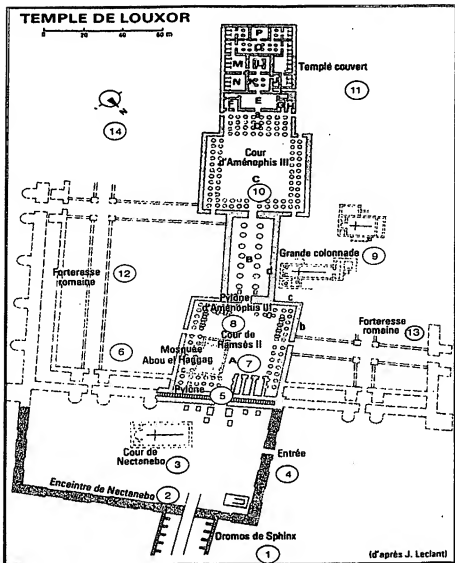 TEMPLE DE LOUXOR
0 20 40 60 m
P
M
N
E
Templé couvert
11
N
14
Cour
d'Aménophis III
C
10
B
Grande colonnade
9
d
c
b
Forteresse
romaine
12
Pylône
d'Aménophis III
8
Cour de
Ramsès II
Forteresse
romaine
13
6
Mosquée
Abou el Haggag
A
7
Pylône
5
Cour de
Nectanebo
3
Entrée
4
Enceintre de Nectanebo
2
Dromos de Sphinx
1
(d'après J. Leclant)